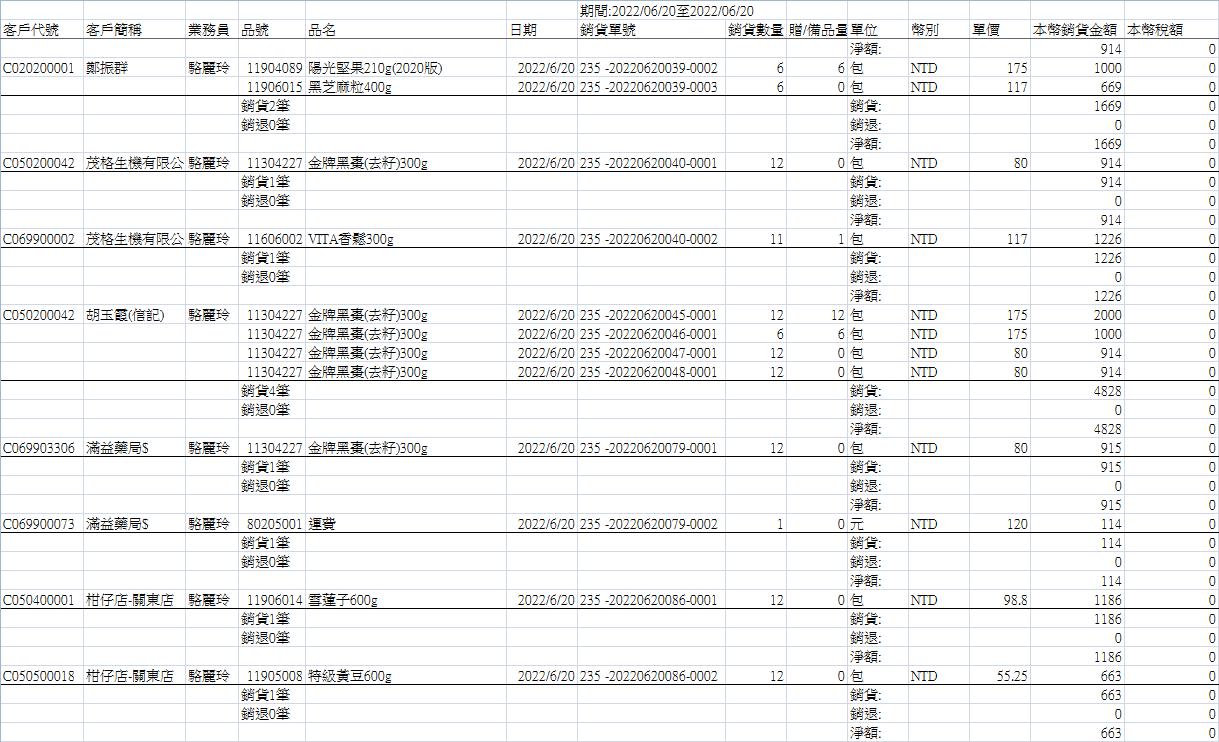 期間:2022/06/20至2022/06/20
客戶代號 客戶簡稱 業務員 品號 品名 日期 銷貨單號 銷貨數量 贈/備品量 單位 幣別 單價 本幣銷貨金額 本幣稅額
淨額: 914 0
C020200001 鄭振群 駱麗玲 11904089 陽光堅果210g(2020版) 2022/6/20 235 -20220620039-0002 6 6 包 NTD 175 1000 0
11906015 黑芝麻粒400g 2022/6/20 235 -20220620039-0003 6 0 包 NTD 117 669 0
銷貨2筆 銷貨: 1669 0
銷退0筆 銷退: 0 0
淨額: 1669 0
C050200042 茂格生機有限公 駱麗玲 11304227 金牌黑棗(去籽)300g 2022/6/20 235 -20220620040-0001 12 0 包 NTD 80 914 0
銷貨1筆 銷貨: 914 0
銷退0筆 銷退: 0 0
淨額: 914 0
C069900002 茂格生機有限公 駱麗玲 11606002 VITA香鬆300g 2022/6/20 235 -20220620040-0002 11 1 包 NTD 117 1226 0
銷貨1筆 銷貨: 1226 0
銷退0筆 銷退: 0 0
淨額: 1226 0
C050200042 胡玉霞(信記) 駱麗玲 11304227 金牌黑棗(去籽)300g 2022/6/20 235 -20220620045-0001 12 12 包 NTD 175 2000 0
11304227 金牌黑棗(去籽)300g 2022/6/20 235 -20220620046-0001 6 6 包 NTD 175 1000 0
11304227 金牌黑棗(去籽)300g 2022/6/20 235 -20220620047-0001 12 0 包 NTD 80 914 0
11304227 金牌黑棗(去籽)300g 2022/6/20 235 -20220620048-0001 12 0 包 NTD 80 914 0
銷貨4筆 銷貨: 4828 0
銷退0筆 銷退: 0 0
淨額: 4828 0
C069903306 滿益藥局$ 駱麗玲 11304227 金牌黑棗(去籽)300g 2022/6/20 235 -20220620079-0001 12 0 包 NTD 80 915 0
銷貨1筆 銷貨: 915 0
銷退0筆 銷退: 0 0
淨額: 915 0
C069900073 滿益藥局$ 駱麗玲 80205001 運費 2022/6/20 235 -20220620079-0002 1 0 元 NTD 120 114 0
銷貨1筆 銷貨: 114 0
銷退0筆 銷退: 0 0
淨額: 114 0
C050400001 柑仔店-關東店 駱麗玲 11906014 雪蓮子600g 2022/6/20 235 -20220620086-0001 12 0 包 NTD 98.8 1186 0
銷貨1筆 銷貨: 1186 0
銷退0筆 銷退: 0 0
淨額: 1186 0
C050500018 柑仔店-關東店 駱麗玲 11905008 特級黃豆600g 2022/6/20 235 -20220620086-0002 12 0 包 NTD 55.25 663 0
銷貨1筆 銷貨: 663 0
銷退0筆 銷退: 0 0
淨額: 663 0